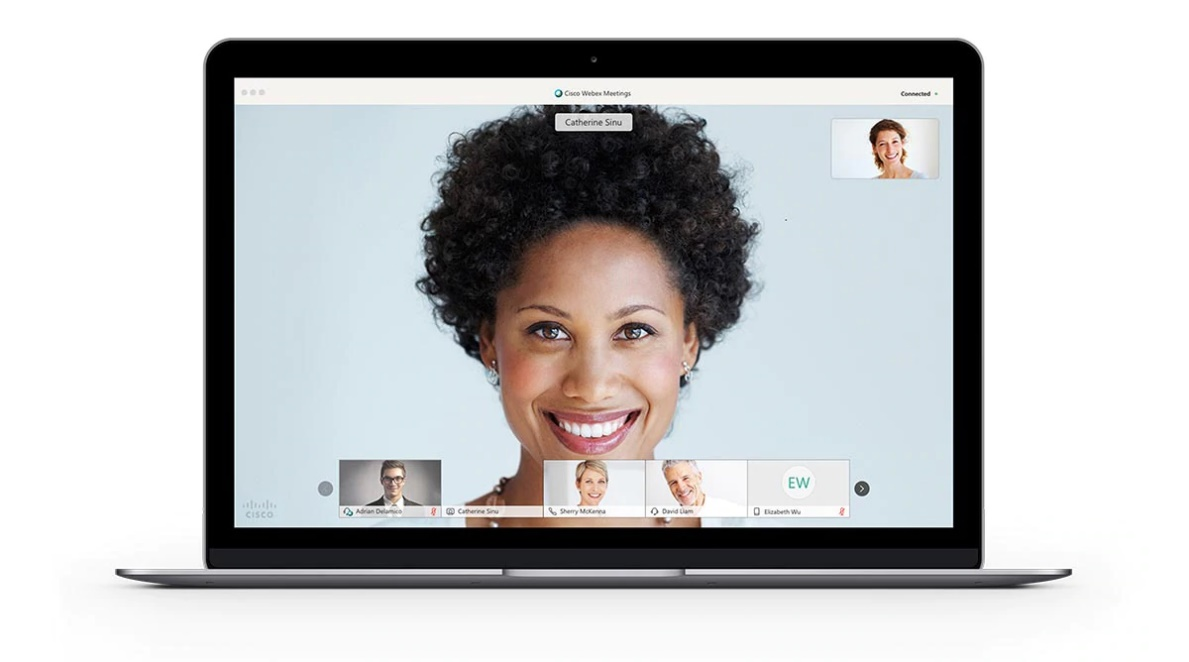 Cisco Webex Meetings
Connected
Catherine Sinu
EW
Adrian Delamico
Catherine Sinu
Sherry McKenna
David Liam
Elizabeth Wu
CISCO